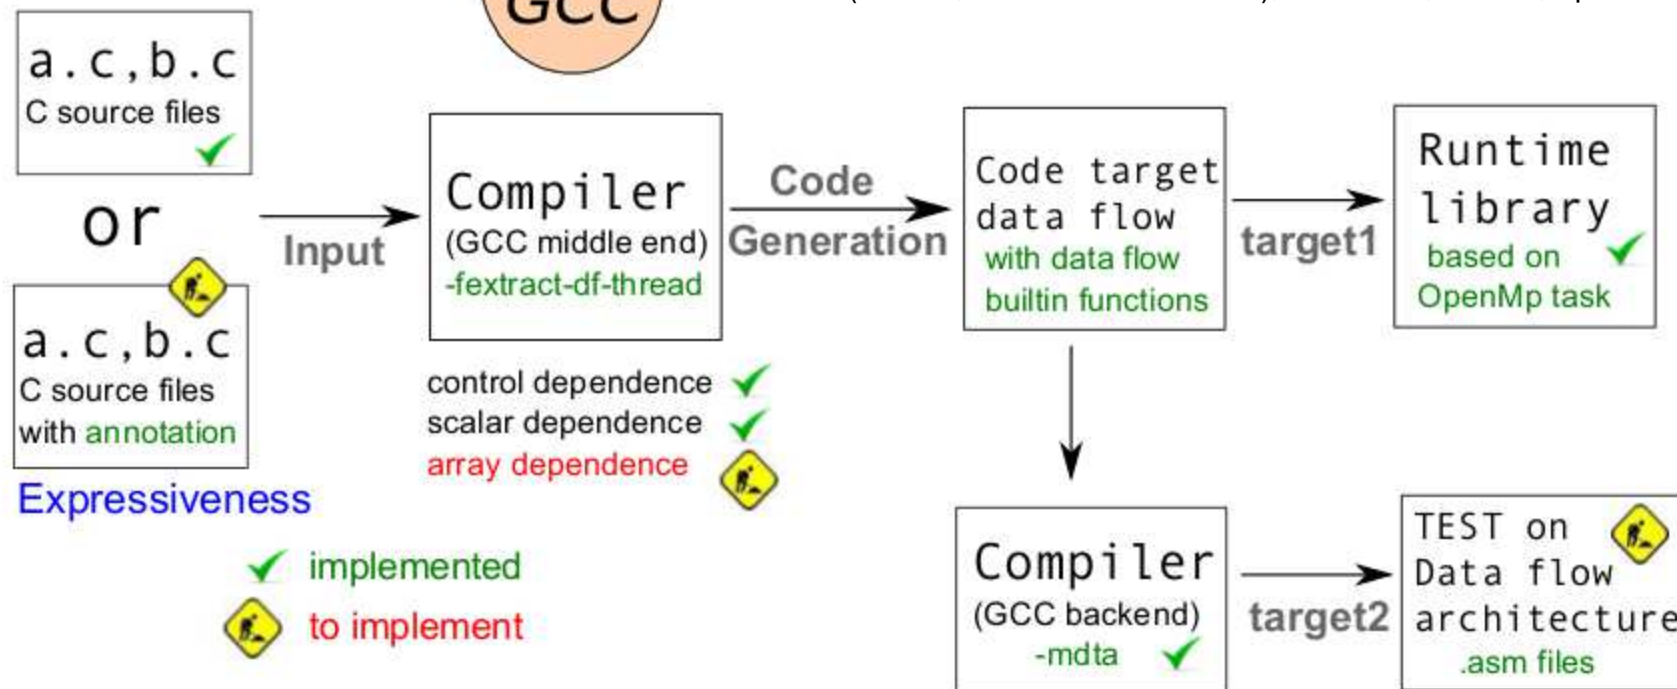 GCC
a.c,b.c
C source files
or
a.c,b.c
C source files
with annotation
Expressiveness
Input
Compiler
(GCC middle end)
-fextract-df-thread
control dependence
scalar dependence
array dependence
Code
Generation
Code target
data flow
with data flow
builtin functions
target1
Runtime
library
based on
OpenMp task
Compiler
(GCC backend)
-mdta
target2
TEST on
Data flow
architecture
.asm files
implemented
to implement